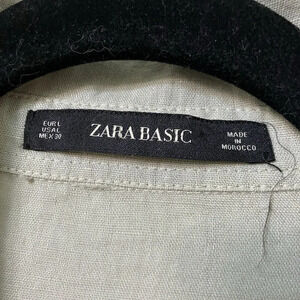 EUR L
USA L
MEX 30
ZARA BASIC
MADE
IN
MOROCCO